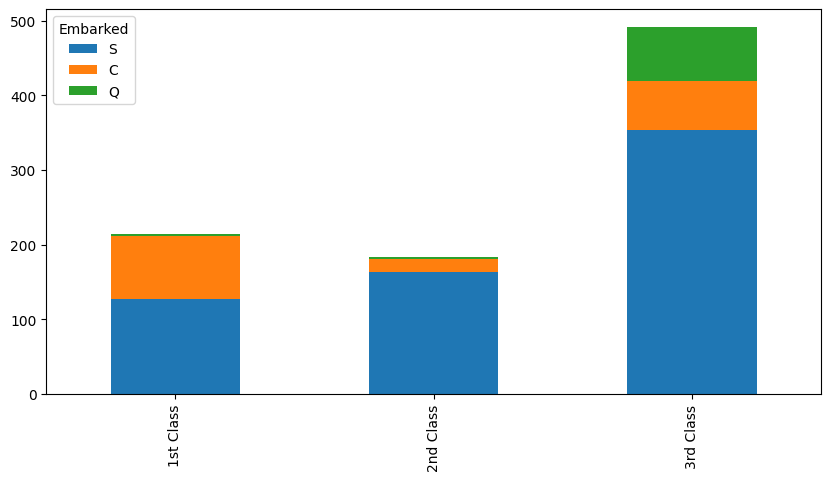 500
400
300
200
100
0
Embarked
S
C
Q
1st Class
2nd Class
3rd Class